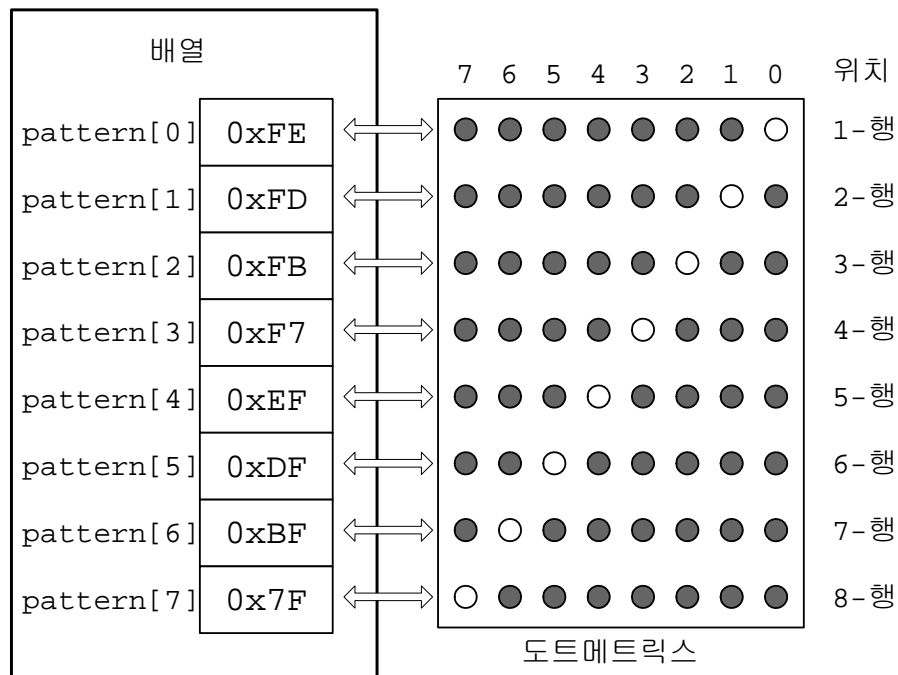 배열
7 6 5 4 3 2 1 0 위치
pattern[0] 0xFE 1-행
pattern[1] 0xFD 2-행
pattern[2] 0xFB 3-행
pattern[3] 0xF7 4-행
pattern[4] 0xEF 5-행
pattern[5] 0xDF 6-행
pattern[6] 0xBF 7-행
pattern[7] 0x7F 8-행
도트메트릭스